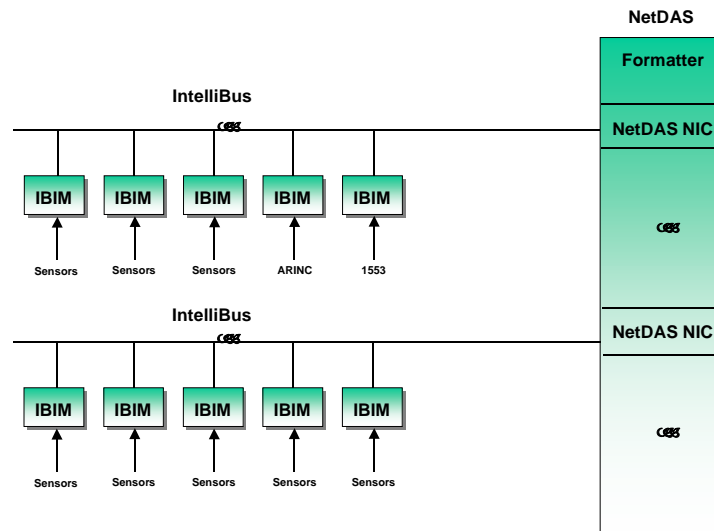 NetDAS
Formatter
IntelliBus
NetDAS NIC
IBIM IBIM IBIM IBIM IBIM
Sensors Sensors Sensors ARINC 1553
IntelliBus
NetDAS NIC
IBIM IBIM IBIM IBIM IBIM
Sensors Sensors Sensors Sensors Sensors